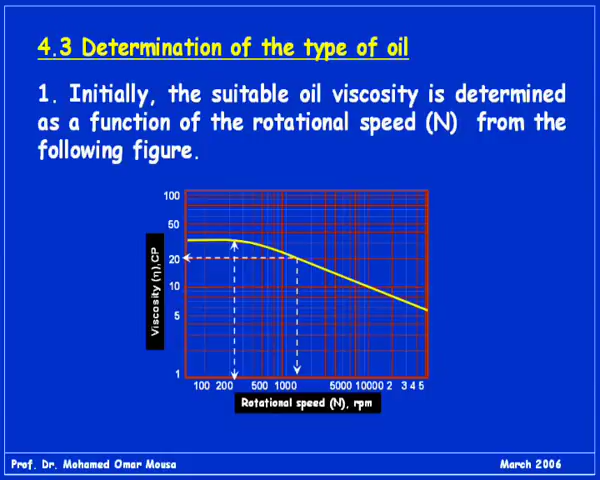 4.3 Determination of the type of oil
1. Initially, the suitable oil viscosity is determined
as a function of the rotational speed (N) from the
following figure.
100
50
20
10
5
1
Viscosity (η),CP
100 200 500 1000 5000 10000 2 3 4 5
Rotational speed (N), rpm
Prof. Dr. Mohamed Omar Mousa March 2006